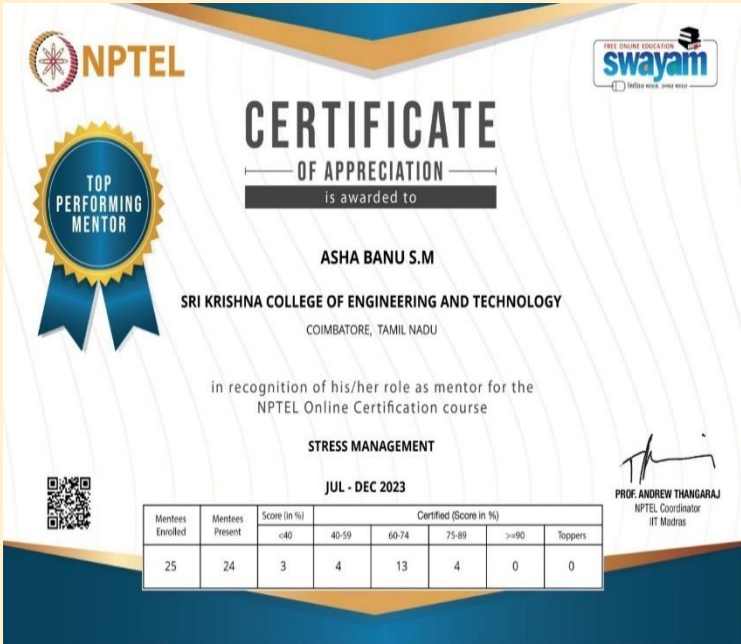 NPTEL
FREE ONLINE EDUCATION
swayam
शिक्षित भारत, उन्नत भारत
CERTIFICATE
OF APPRECIATION
is awarded to
TOP
PERFORMING
MENTOR
ASHA BANU S.M
SRI KRISHNA COLLEGE OF ENGINEERING AND TECHNOLOGY
COIMBATORE, TAMIL NADU
in recognition of his/her role as mentor for the
NPTEL Online Certification course
STRESS MANAGEMENT
JUL - DEC 2023
PROF. ANDREW THANGARAJ
NPTEL Coordinator
IIT Madras
Mentees Enrolled Mentees Present Score (in %) Certified (Score in %)
<40 40-59 60-74 75-89 >=90 Toppers
25 24 3 4 13 4 0 0